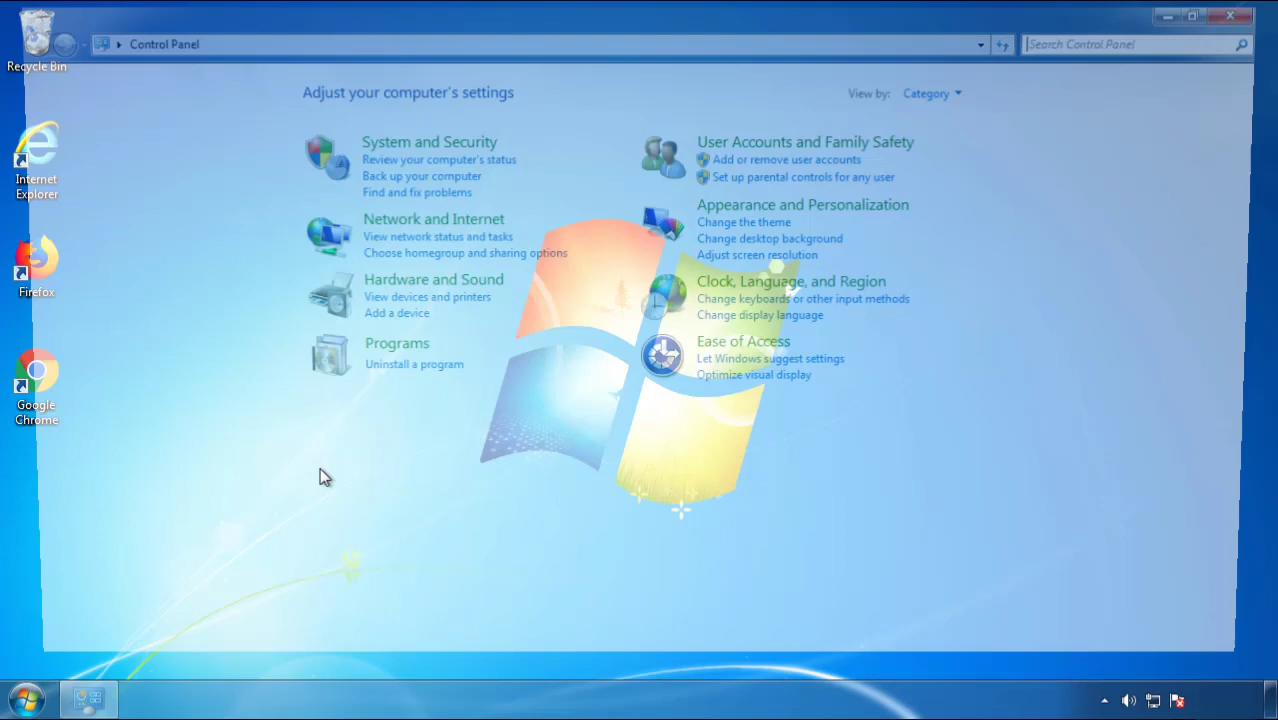 Recycle Bin
Internet
Explorer
Firefox
Google
Chrome
Control Panel
Search Control Panel
Adjust your computer's settings
View by: Category
System and Security
Review your computer's status
Back up your computer
Find and fix problems
Network and Internet
View network status and tasks
Choose homegroup and sharing options
Hardware and Sound
View devices and printers
Add a device
Programs
Uninstall a program
User Accounts and Family Safety
Add or remove user accounts
Set up parental controls for any user
Appearance and Personalization
Change the theme
Change desktop background
Adjust screen resolution
Clock, Language, and Region
Change keyboards or other input methods
Change display language
Ease of Access
Let Windows suggest settings
Optimize visual display